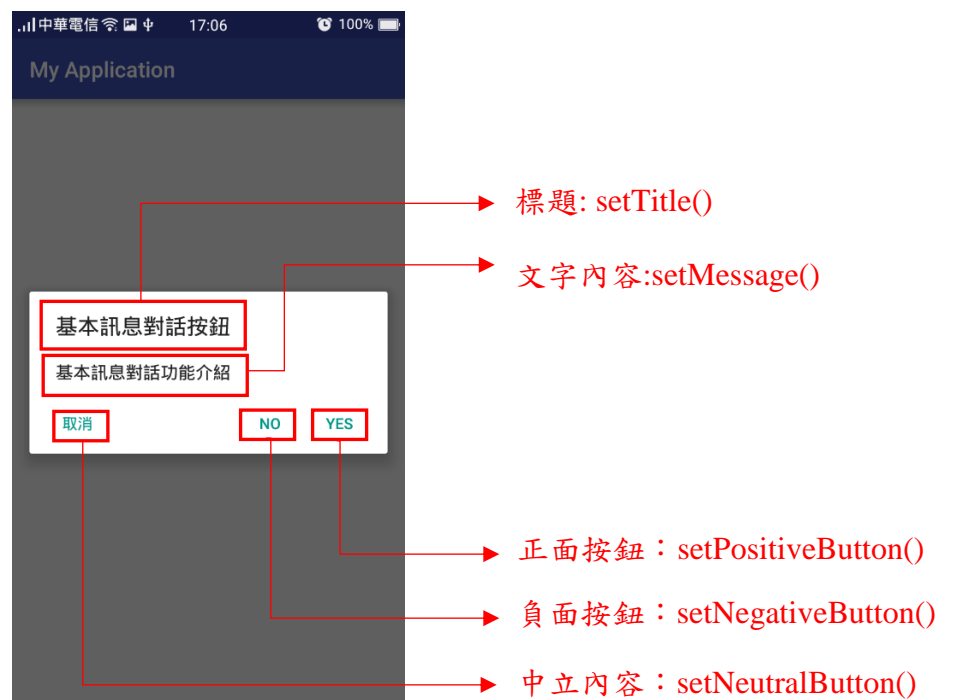 中華電信 17:06 100%
My Application
標題: setTitle()
文字內容:setMessage()
基本訊息對話按鈕
基本訊息對話功能介紹
取消 NO YES
正面按鈕：setPositiveButton()
負面按鈕：setNegativeButton()
中立內容：setNeutralButton()